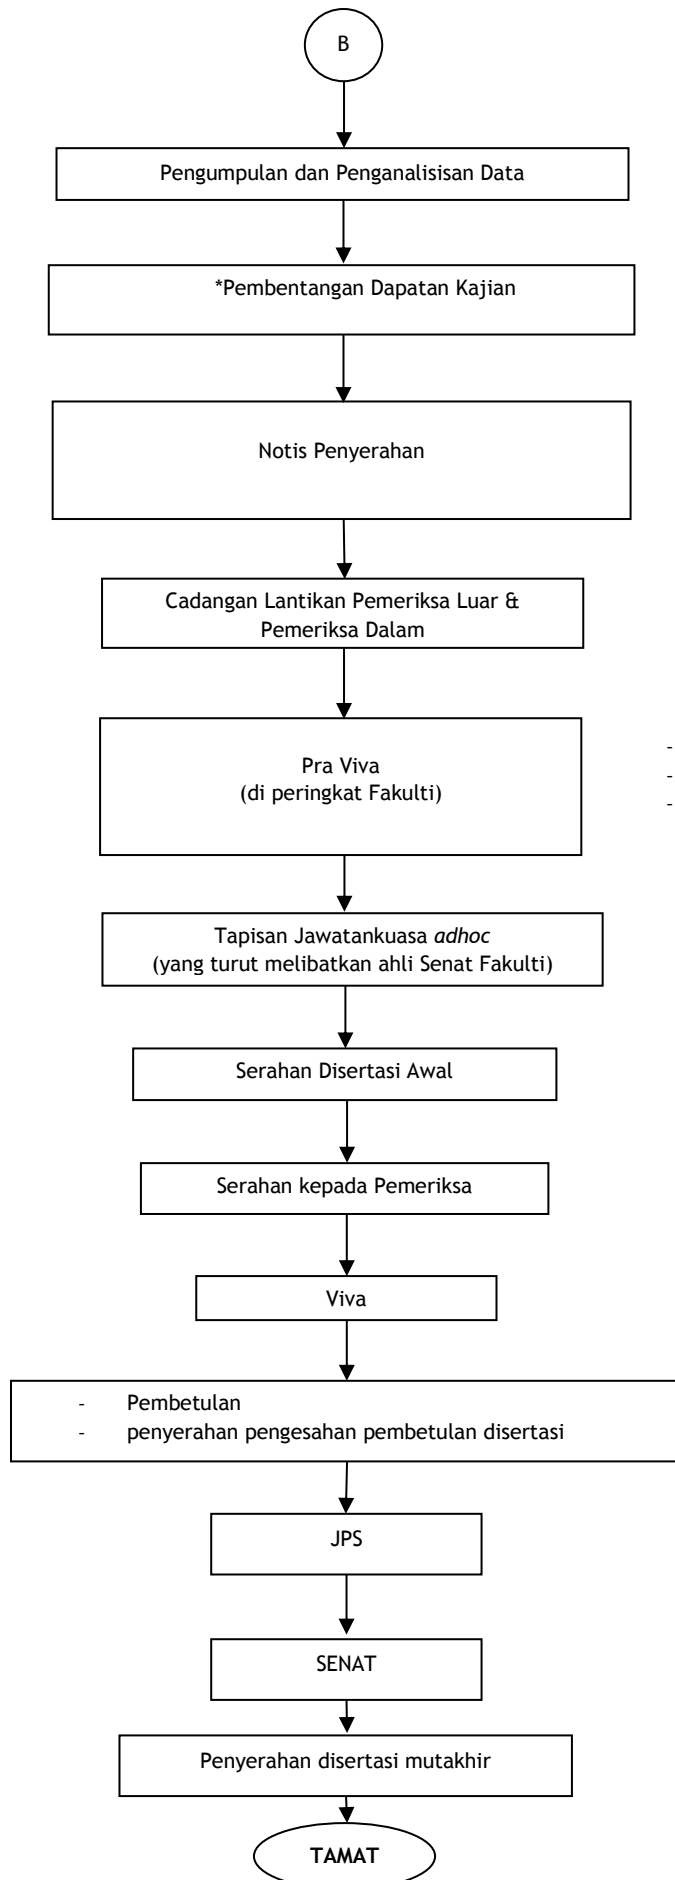 B
Pengumpulan dan Penganalisisan Data
*Pembentangan Dapatan Kajian
Notis Penyerahan
Cadangan Lantikan Pemeriksa Luar &
Pemeriksa Dalam
Pra Viva
(di peringkat Fakulti)
-
-
-
Tapisan Jawatankuasa adhoc
(yang turut melibatkan ahli Senat Fakulti)
Serahan Disertasi Awal
Serahan kepada Pemeriksa
Viva
- Pembetulan
- penyerahan pengesahan pembetulan disertasi
JPS
SENAT
Penyerahan disertasi mutakhir
TAMAT